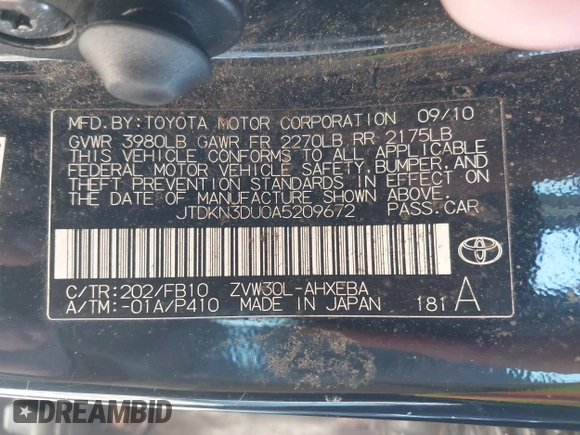 MFD.BY:TOYOTA MOTOR CORPORATION 09/10
GVWR 3980LB GAWR FR 2270LB RR 2175LB
THIS VEHICLE CONFORMS TO ALL APPLICABLE
FEDERAL MOTOR VEHICLE SAFETY,BUMPER,AND
THEFT PREVENTION STANDARDS IN EFFECT ON
THE DATE OF MANUFACTURE SHOWN ABOVE.
JTDKN3DU0A5209672 PASS.CAR
C/TR:202/FB10 ZVW30L-AHXEBA
A/TM:-01A/P410 MADE IN JAPAN 181 A
DREAMBID